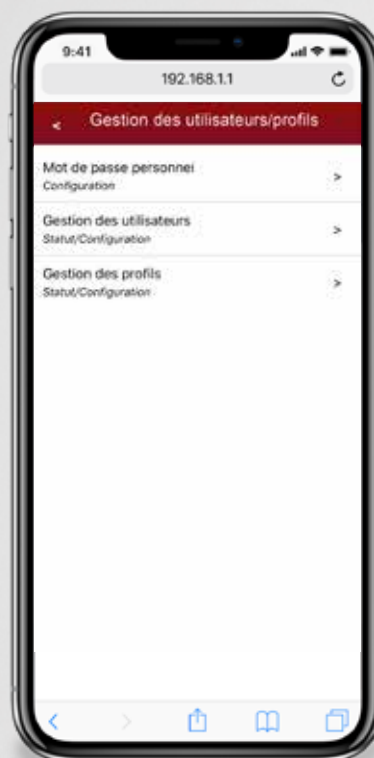 9:41
192.168.1.1
< Gestion des utilisateurs/profils
Mot de passe personnel >
Configuration
Gestion des utilisateurs >
Statut/Configuration
Gestion des profils >
Statut/Configuration